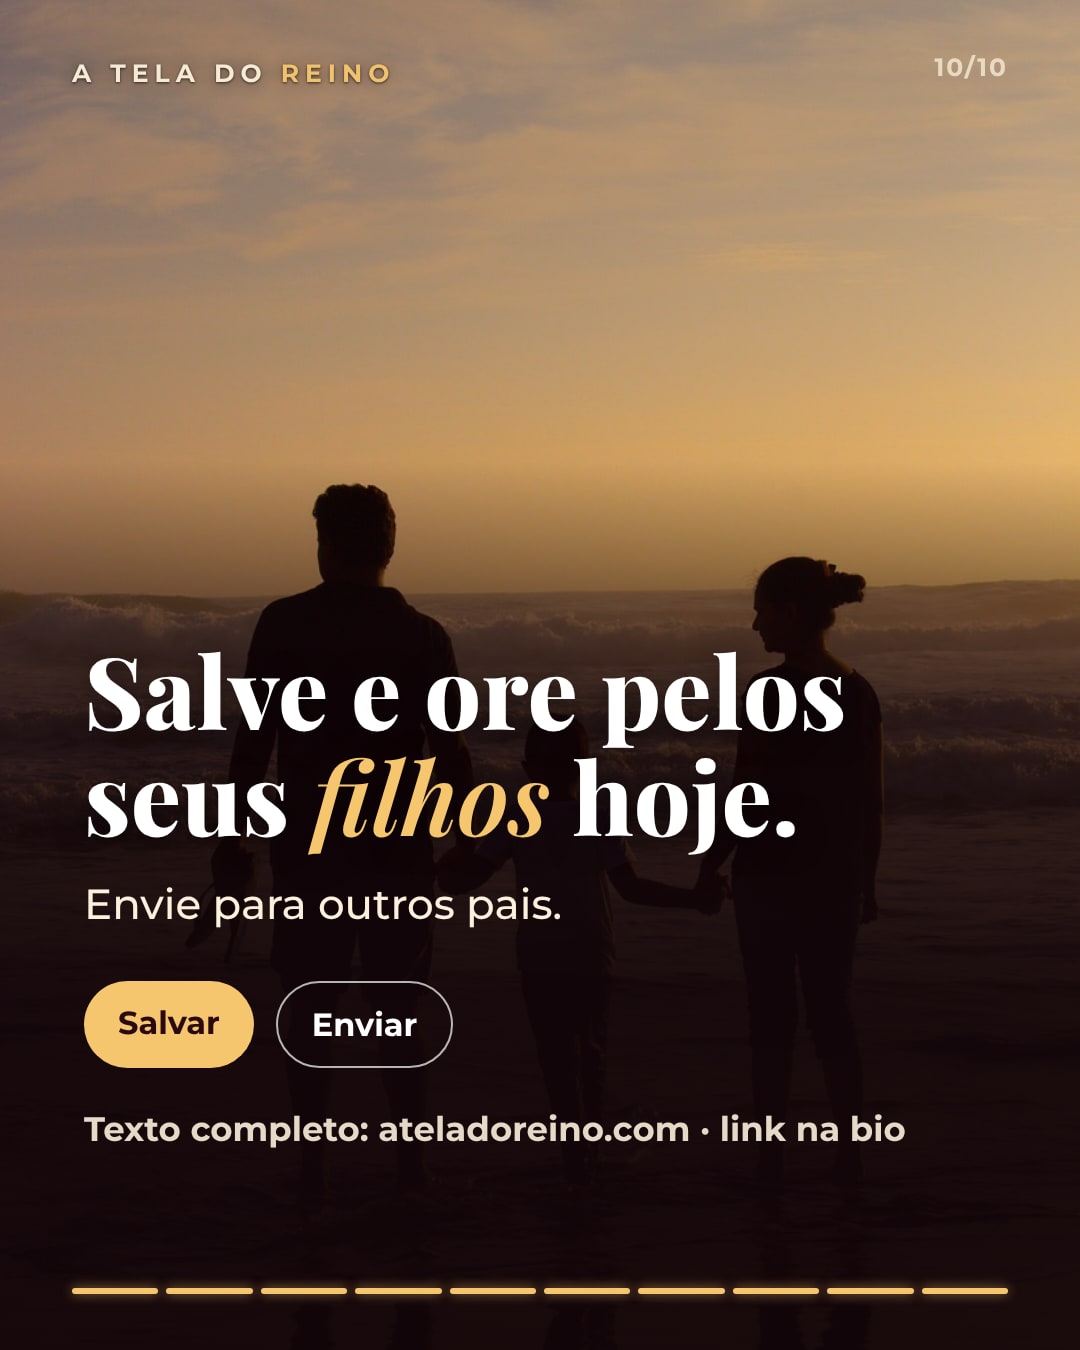 A TELA DO REINO
10/10
Salve e ore pelos
seus filhos hoje.
Envie para outros pais.
Salvar
Enviar
Texto completo: ateladoreino.com · link na bio